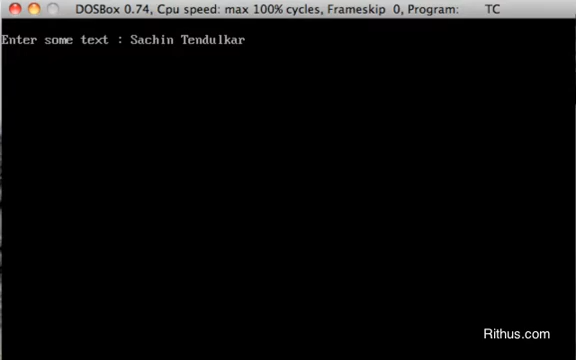 DOSBox 0.74, Cpu speed: max 100% cycles, Frameskip 0, Program: TC
Enter some text : Sachin Tendulkar
Rithus.com